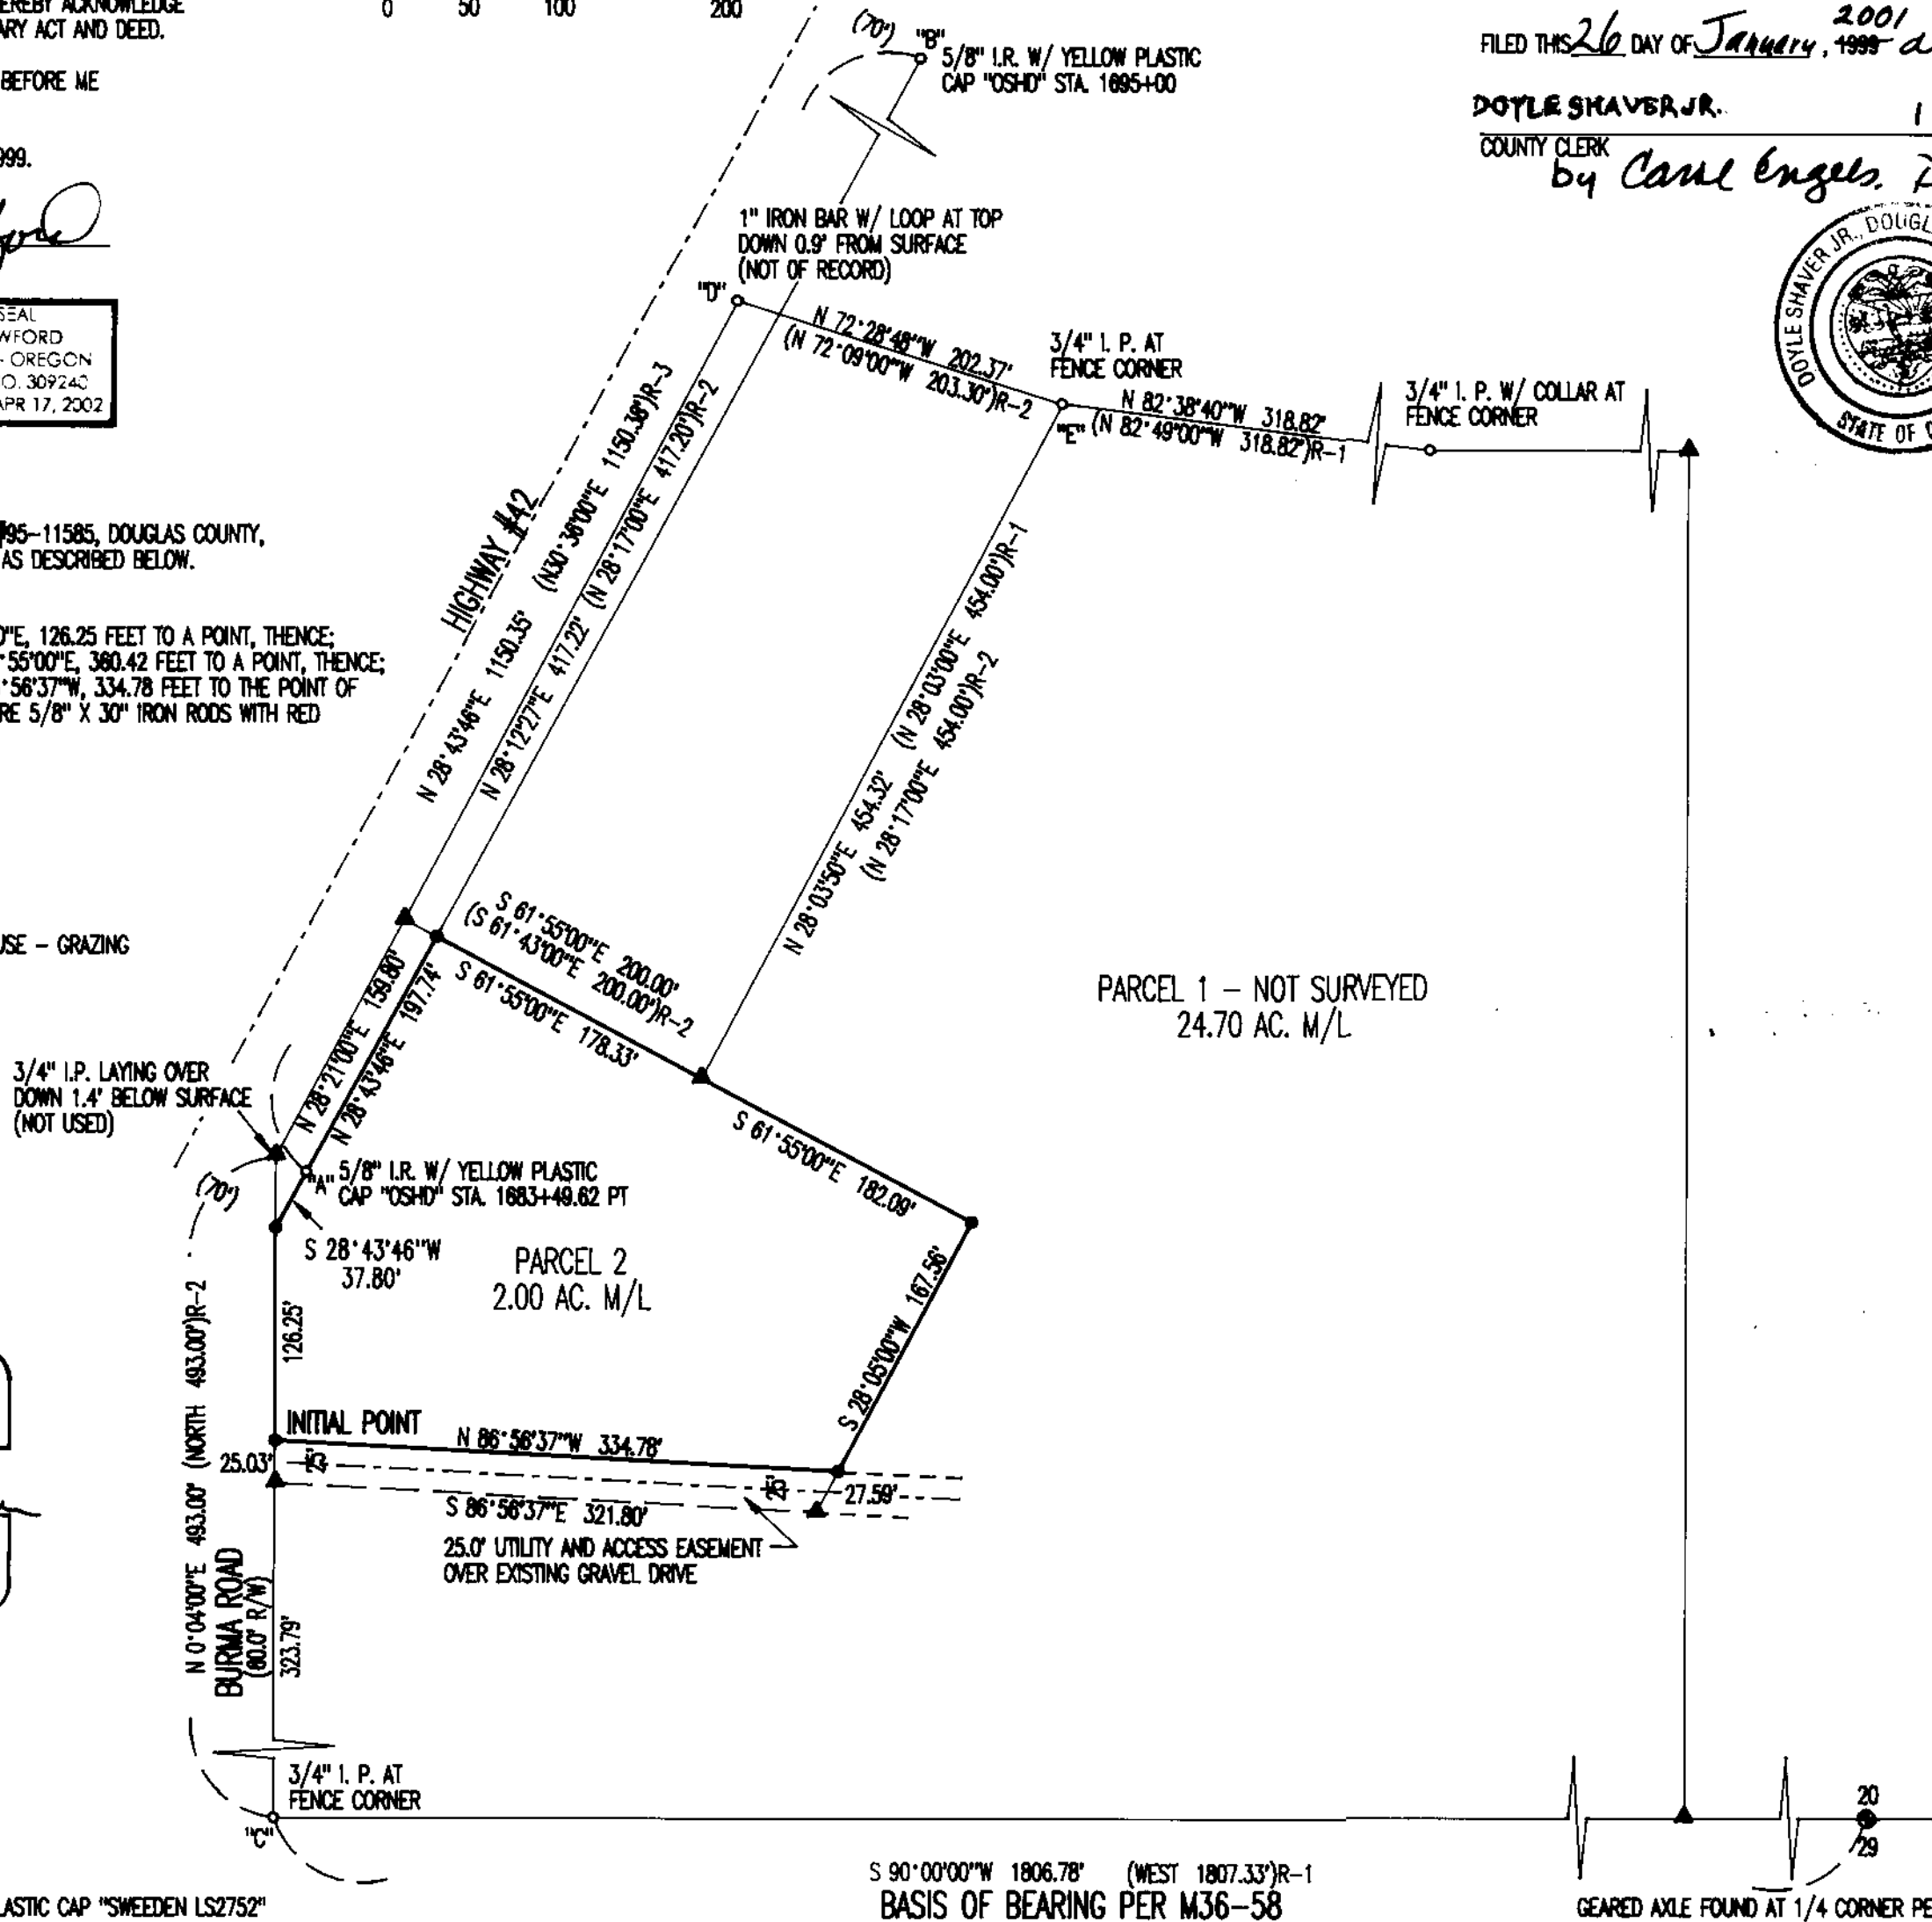 EREBY ACKNOWLEDGE
ARY ACT AND DEED.
BEFORE ME
999.
SEAL
WFORD
- OREGON
O. 309240
APR 17, 2002
0 50 100 200
(70') "B"
5/8" I.R. W/ YELLOW PLASTIC
CAP "OSHD" STA. 1695+00
2001
FILED THIS 26 DAY OF January, 1999
DOYLE SHAVER JR.
COUNTY CLERK
by Carol Engels,
DOYLE SHAVER JR., DOUGL
STATE OF
1" IRON BAR W/ LOOP AT TOP
DOWN 0.9' FROM SURFACE
(NOT OF RECORD)
"D"
N 72°28'48"W 202.37'
(N 72°09'00"W 203.30')R-2
3/4" I. P. AT
FENCE CORNER
"E"
N 82°38'40"W 318.82'
(N 82°49'00"W 318.82')R-1
3/4" I. P. W/ COLLAR AT
FENCE CORNER
#95-11585, DOUGLAS COUNTY,
AS DESCRIBED BELOW.
0"E, 126.25 FEET TO A POINT, THENCE;
°55'00"E, 360.42 FEET TO A POINT, THENCE;
°56'37"W, 334.78 FEET TO THE POINT OF
RE 5/8" X 30" IRON RODS WITH RED
HIGHWAY #42
N 28°43'46"E 1150.35' (N30°36'00"E 1150.38')R-3
N 28°12'27"E 417.22' (N 28°17'00"E 417.20')R-2
N 28°03'50"E 454.32' (N 28°03'00"E 454.00')R-1
(N 28°17'00"E 454.00')R-2
USE - GRAZING
S 61°55'00"E 200.00'
(S 61°43'00"E 200.00')R-2
S 61°55'00"E 178.33'
N 28°21'00"E 159.80'
N 28°43'46"E 197.74'
PARCEL 1 - NOT SURVEYED
24.70 AC. M/L
3/4" I.P. LAYING OVER
DOWN 1.4' BELOW SURFACE
(NOT USED)
S 61°55'00"E 182.09'
(70')
"A"
5/8" I.R. W/ YELLOW PLASTIC
CAP "OSHD" STA. 1683+49.62 PT
S 28°43'46"W
37.80'
PARCEL 2
2.00 AC. M/L
126.25'
S 28°05'00"W 167.56'
INITIAL POINT
N 86°56'37"W 334.78'
25.03'
25'
25'
27.59'
S 86°56'37"E 321.80'
25.0' UTILITY AND ACCESS EASEMENT
OVER EXISTING GRAVEL DRIVE
N 0°04'00"E 493.00' (NORTH 493.00')R-2
BURMA ROAD
(60.0' R/W)
323.79'
3/4" I. P. AT
FENCE CORNER
"C"
20
29
S 90°00'00"W 1806.78' (WEST 1807.33')R-1
BASIS OF BEARING PER M36-58
LASTIC CAP "SWEEDEN LS2752"
GEARED AXLE FOUND AT 1/4 CORNER PE